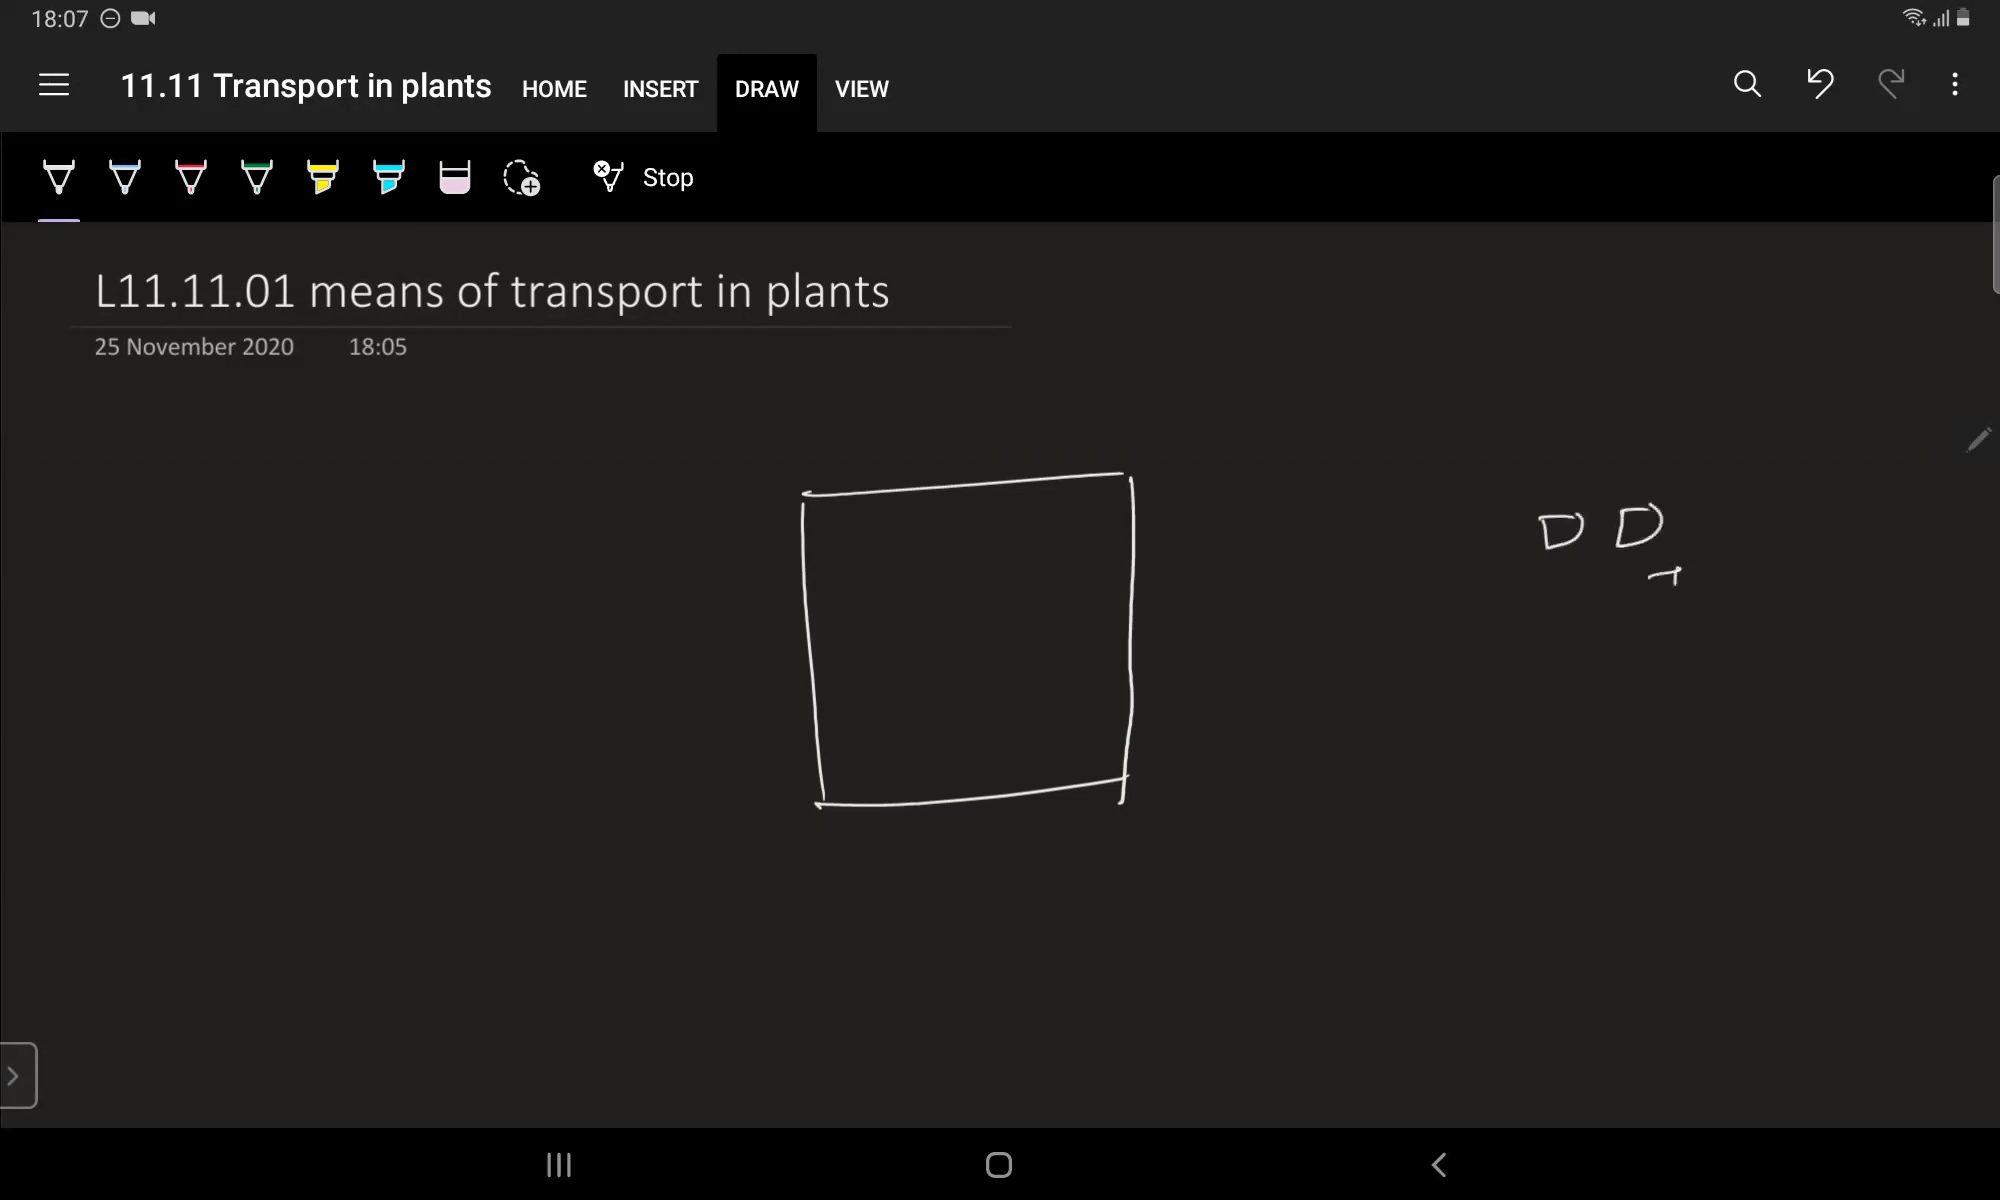 18:07
11.11 Transport in plants HOME INSERT DRAW VIEW
Stop
L11.11.01 means of transport in plants
25 November 2020 18:05
D D